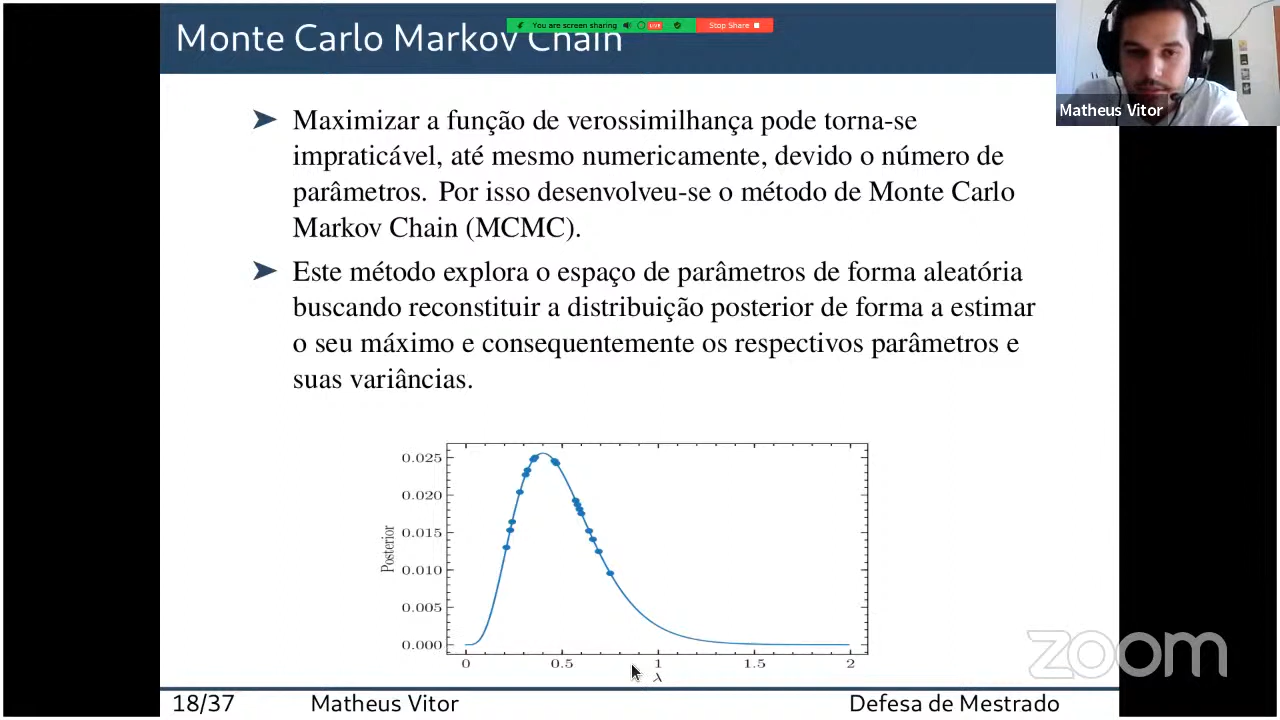 You are screen sharing
LIVE
Stop Share
Monte Carlo Markov Chain
Matheus Vitor
➤ Maximizar a função de verossimilhança pode torna-se
impraticável, até mesmo numericamente, devido o número de
parâmetros. Por isso desenvolveu-se o método de Monte Carlo
Markov Chain (MCMC).
➤ Este método explora o espaço de parâmetros de forma aleatória
buscando reconstituir a distribuição posterior de forma a estimar
o seu máximo e consequentemente os respectivos parâmetros e
suas variâncias.
Posterior
0.025
0.020
0.015
0.010
0.005
0.000
0 0.5 1 1.5 2
λ
zoom
18/37 Matheus Vitor Defesa de Mestrado